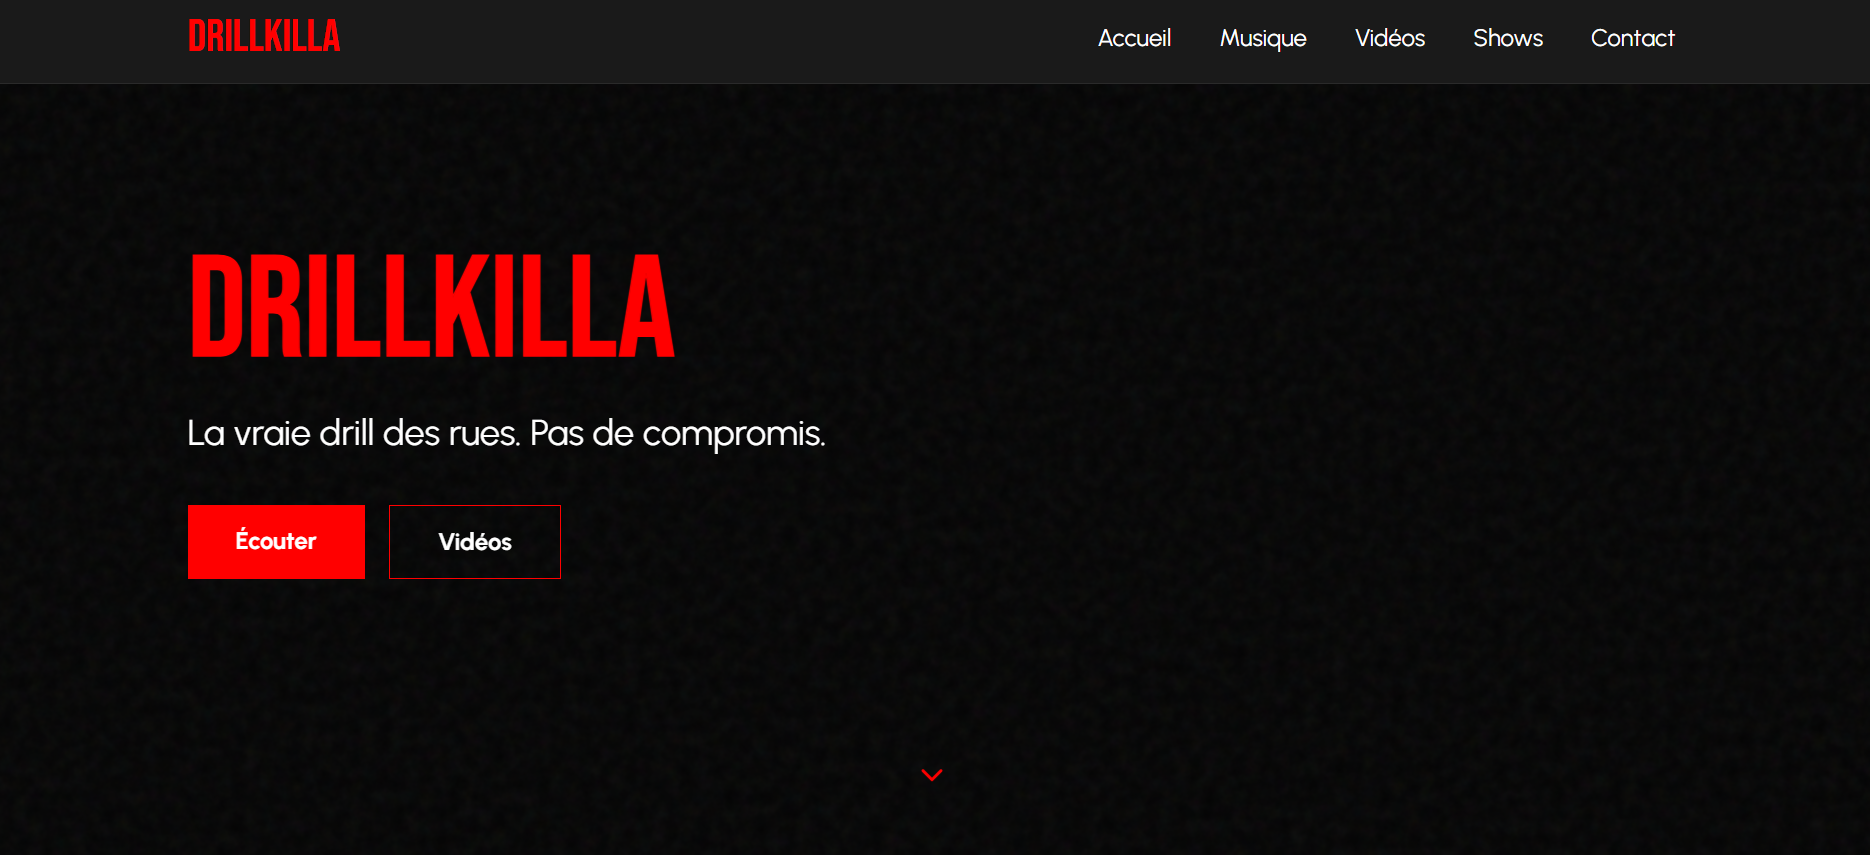 DRILLKILLA
Accueil Musique Vidéos Shows Contact
DRILLKILLA
La vraie drill des rues. Pas de compromis.
Écouter Vidéos